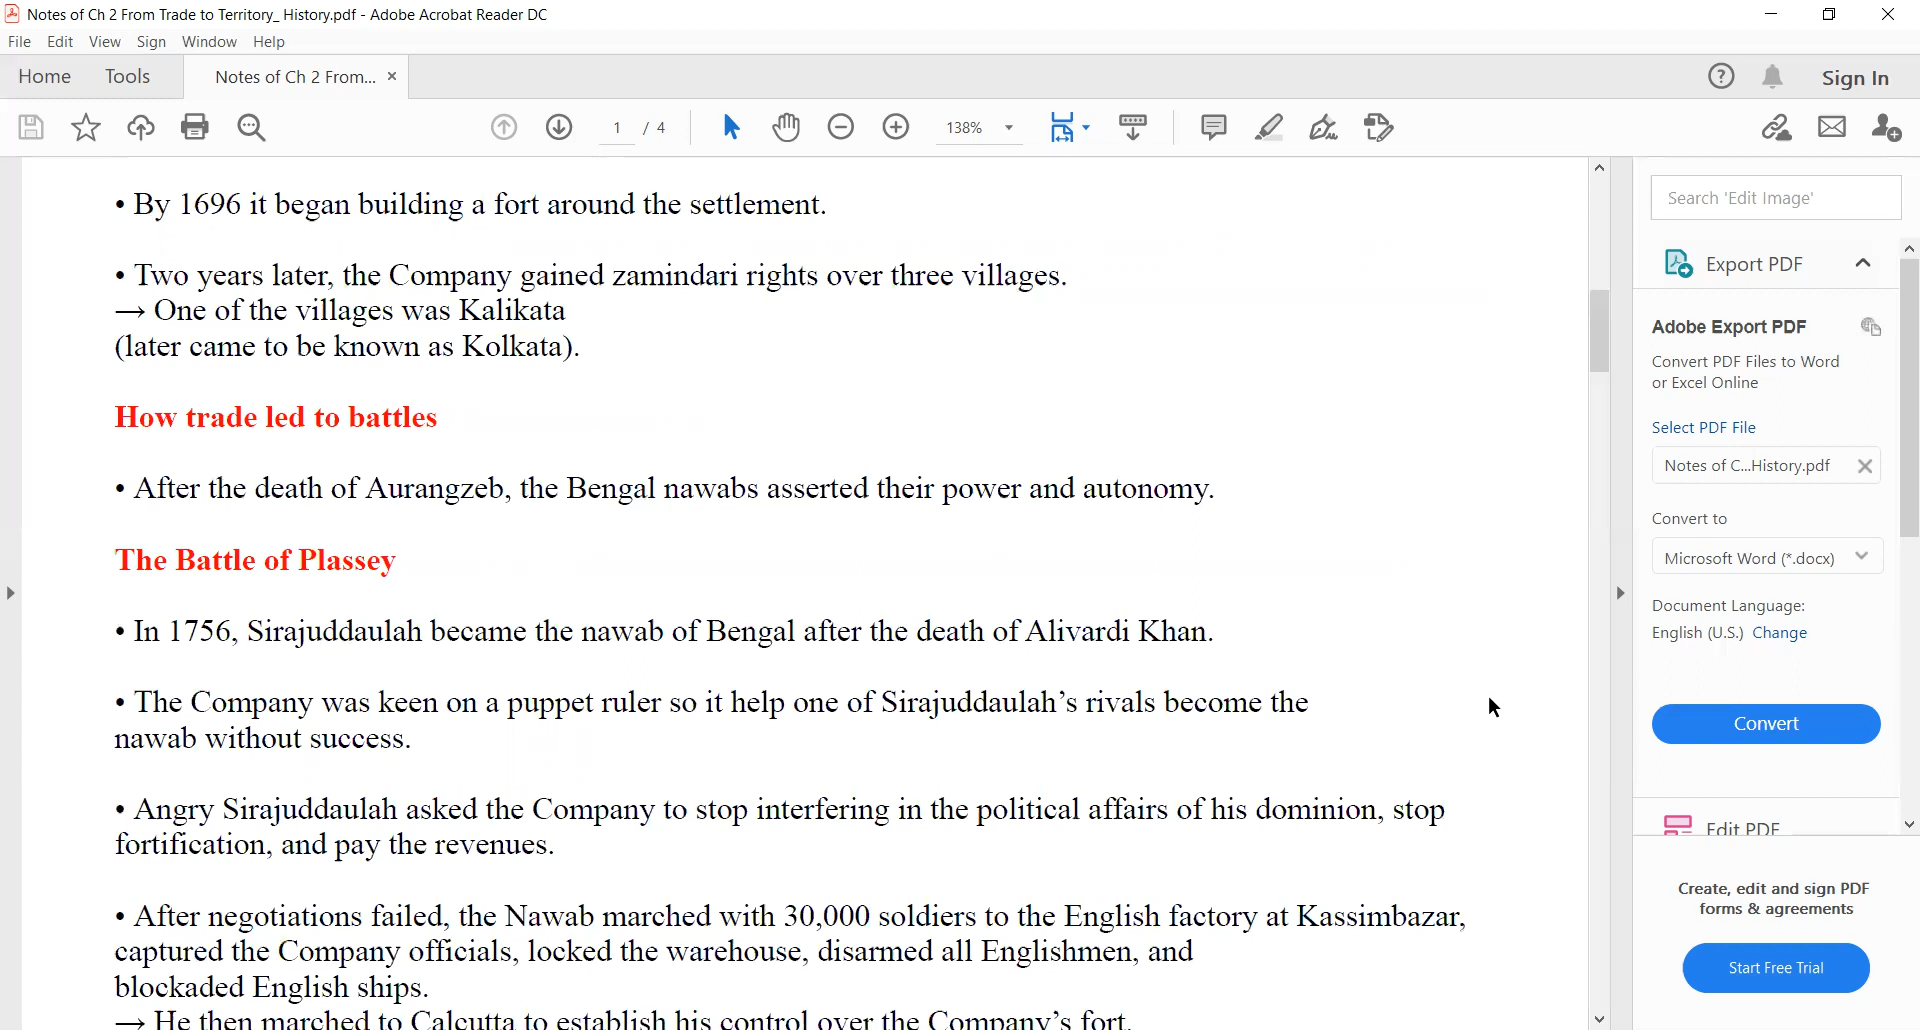 Notes of Ch 2 From Trade to Territory_ History.pdf - Adobe Acrobat Reader DC
File Edit View Sign Window Help
Home Tools Notes of Ch 2 From... × Sign In
1 / 4 138%
• By 1696 it began building a fort around the settlement.
• Two years later, the Company gained zamindari rights over three villages.
→ One of the villages was Kalikata
(later came to be known as Kolkata).
How trade led to battles
• After the death of Aurangzeb, the Bengal nawabs asserted their power and autonomy.
The Battle of Plassey
• In 1756, Sirajuddaulah became the nawab of Bengal after the death of Alivardi Khan.
• The Company was keen on a puppet ruler so it help one of Sirajuddaulah’s rivals become the
nawab without success.
• Angry Sirajuddaulah asked the Company to stop interfering in the political affairs of his dominion, stop
fortification, and pay the revenues.
• After negotiations failed, the Nawab marched with 30,000 soldiers to the English factory at Kassimbazar,
captured the Company officials, locked the warehouse, disarmed all Englishmen, and
blockaded English ships.
→ He then marched to Calcutta to establish his control over the Company’s fort.
Search 'Edit Image'
Export PDF
Adobe Export PDF
Convert PDF Files to Word
or Excel Online
Select PDF File
Notes of C...History.pdf
Convert to
Microsoft Word (*.docx)
Document Language:
English (U.S.) Change
Convert
Edit PDF
Create, edit and sign PDF
forms & agreements
Start Free Trial